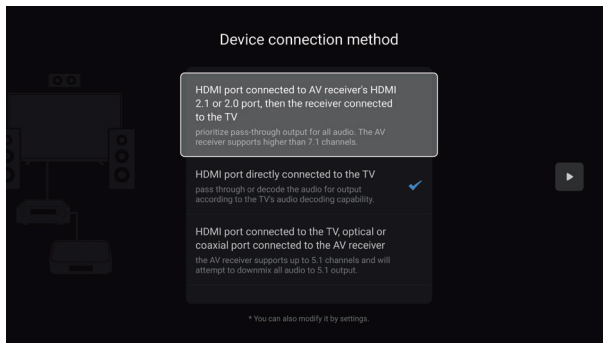 Device connection method
HDMI port connected to AV receiver's HDMI
2.1 or 2.0 port, then the receiver connected
to the TV
prioritize pass-through output for all audio. The AV
receiver supports higher than 7.1 channels.
HDMI port directly connected to the TV
pass through or decode the audio for output
according to the TV's audio decoding capability.
HDMI port connected to the TV, optical or
coaxial port connected to the AV receiver
the AV receiver supports up to 5.1 channels and will
attempt to downmix all audio to 5.1 output.
* You can also modify it by settings.